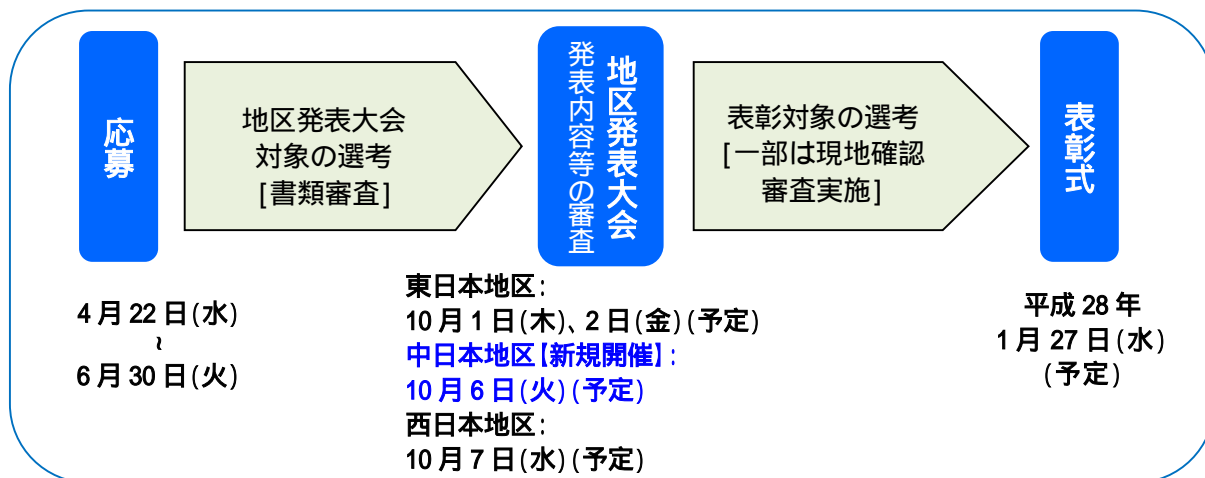 応募
地区発表大会
対象の選考
[書類審査]
地区発表大会
発表内容等の審査
表彰対象の選考
[一部は現地確認
審査実施]
表彰式
4月22日(水)
~
6月30日(火)
東日本地区:
10月1日(木)、2日(金)(予定)
中日本地区【新規開催】:
10月6日(火)(予定)
西日本地区:
10月7日(水)(予定)
平成28年
1月27日(水)
(予定)